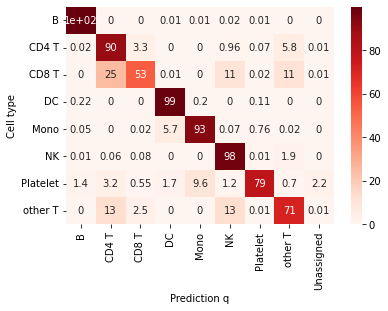 B 1e+02 0 0 0.01 0.01 0.02 0.01 0 0
CD4 T 0.02 90 3.3 0 0 0.96 0.07 5.8 0.01
CD8 T 0 25 53 0.01 0 11 0.02 11 0.01
DC 0.22 0 0 99 0.2 0 0.11 0 0
Mono 0.05 0 0.02 5.7 93 0.07 0.76 0.02 0
NK 0.01 0.06 0.08 0 0 98 0.01 1.9 0
Platelet 1.4 3.2 0.55 1.7 9.6 1.2 79 0.7 2.2
other T 0 13 2.5 0 0 13 0.01 71 0.01
Cell type
B CD4 T CD8 T DC Mono NK Platelet other T Unassigned
Prediction q
80
60
40
20
0